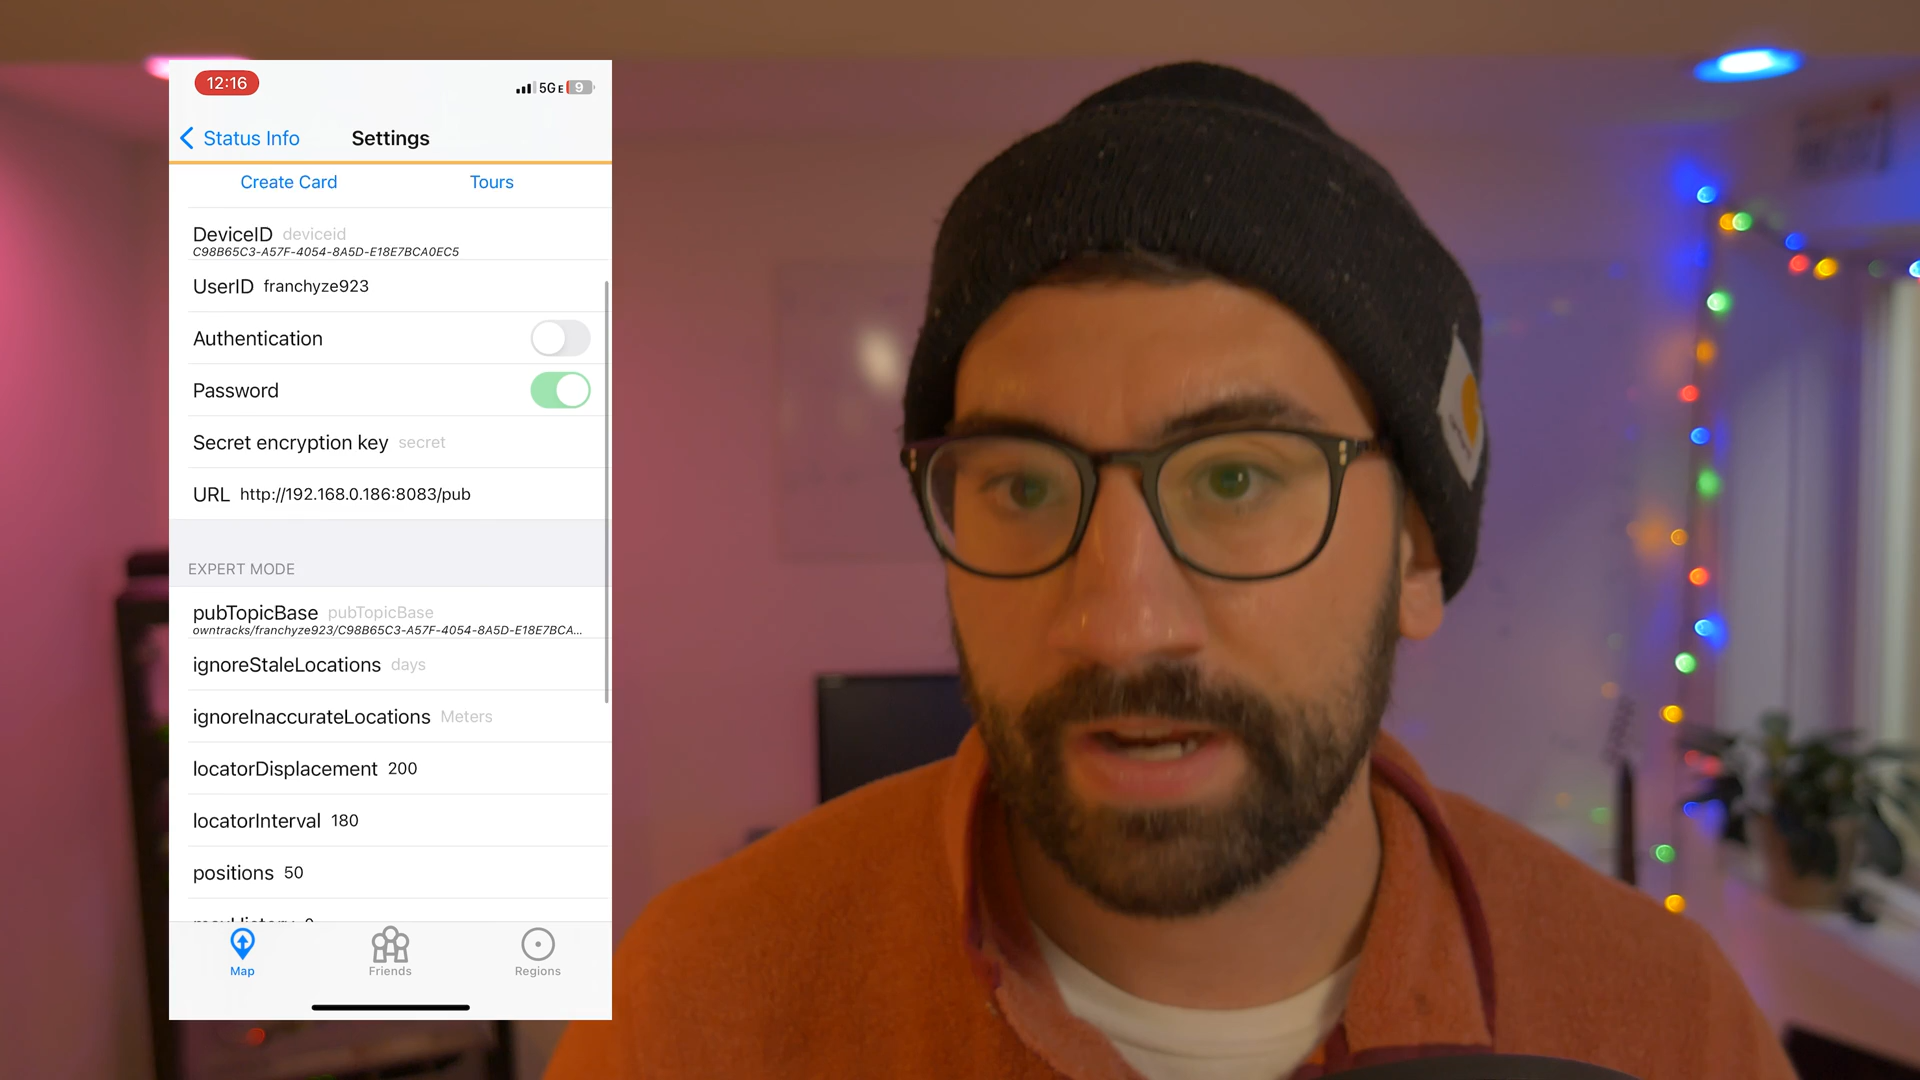 12:16
5G E 9
Status Info
Settings
Create Card
Tours
DeviceID deviceid
C98B65C3-A57F-4054-8A5D-E18E7BCA0EC5
UserID franchyze923
Authentication
Password
Secret encryption key secret
URL http://192.168.0.186:8083/pub
EXPERT MODE
pubTopicBase pubTopicBase
owntracks/franchyze923/C98B65C3-A57F-4054-8A5D-E18E7BCA...
ignoreStaleLocations days
ignoreInaccurateLocations Meters
locatorDisplacement 200
locatorInterval 180
positions 50
Map
Friends
Regions